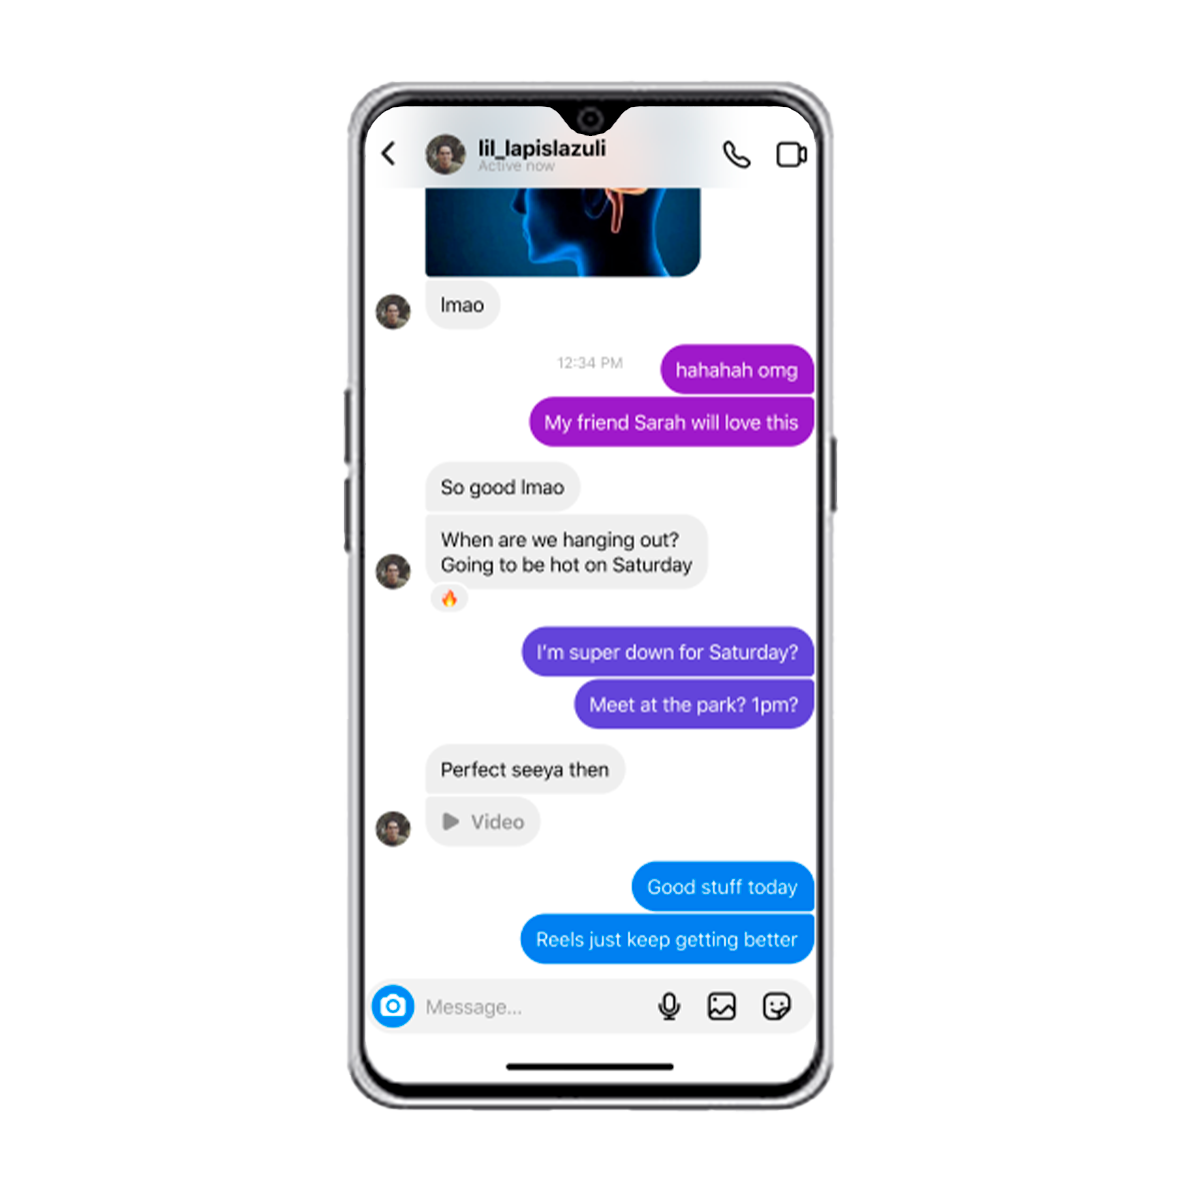 lil_lapislazuli
Active now
lmao
12:34 PM
hahahah omg
My friend Sarah will love this
So good lmao
When are we hanging out?
Going to be hot on Saturday
🔥
I'm super down for Saturday?
Meet at the park? 1pm?
Perfect seeya then
Video
Good stuff today
Reels just keep getting better
Message...